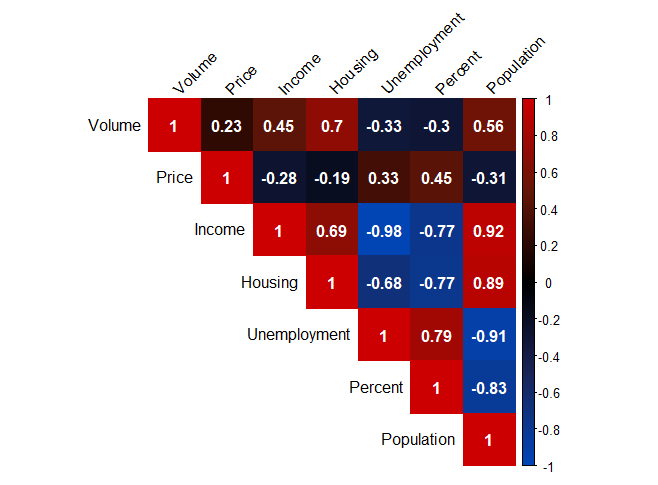 Volume Price Income Housing Unemployment Percent Population
Volume 1 0.23 0.45 0.7 -0.33 -0.3 0.56
Price 1 -0.28 -0.19 0.33 0.45 -0.31
Income 1 0.69 -0.98 -0.77 0.92
Housing 1 -0.68 -0.77 0.89
Unemployment 1 0.79 -0.91
Percent 1 -0.83
Population 1
1
0.8
0.6
0.4
0.2
0
-0.2
-0.4
-0.6
-0.8
-1